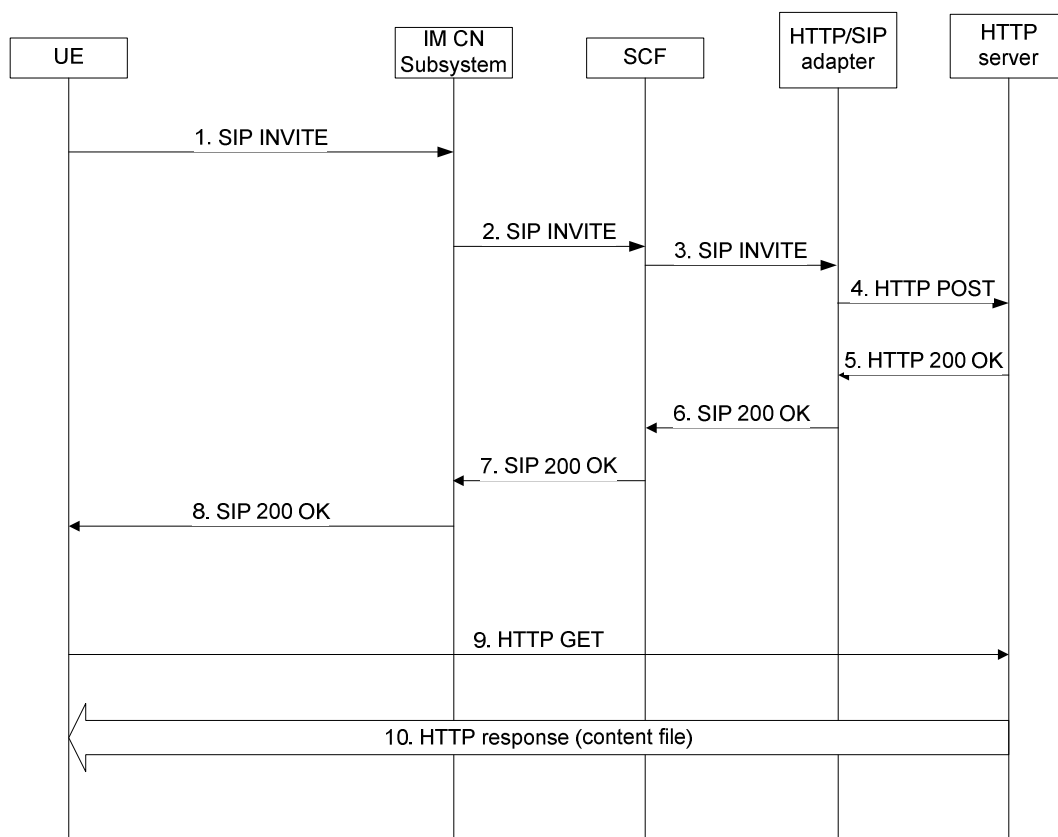 UE
IM CN
Subsystem
SCF
HTTP/SIP
adapter
HTTP
server
1. SIP INVITE
2. SIP INVITE
3. SIP INVITE
4. HTTP POST
5. HTTP 200 OK
6. SIP 200 OK
7. SIP 200 OK
8. SIP 200 OK
9. HTTP GET
10. HTTP response (content file)